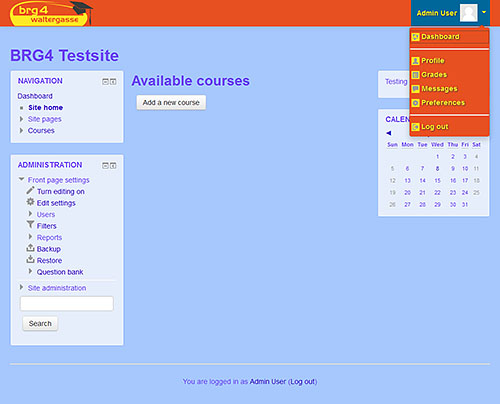 brg4
waltergasse
Admin User
Dashboard
Profile
Grades
Messages
Preferences
Log out
BRG4 Testsite
NAVIGATION
Dashboard
Site home
Site pages
Courses
ADMINISTRATION
Front page settings
Turn editing on
Edit settings
Users
Filters
Reports
Backup
Restore
Question bank
Site administration
Search
Available courses
Add a new course
Testing
CALEN
Sun Mon Tue Wed Thu Fri Sat
1 2 3 4
5 6 7 8 9 10 11
12 13 14 15 16 17 18
19 20 21 22 23 24 25
26 27 28 29 30 31
You are logged in as Admin User (Log out)